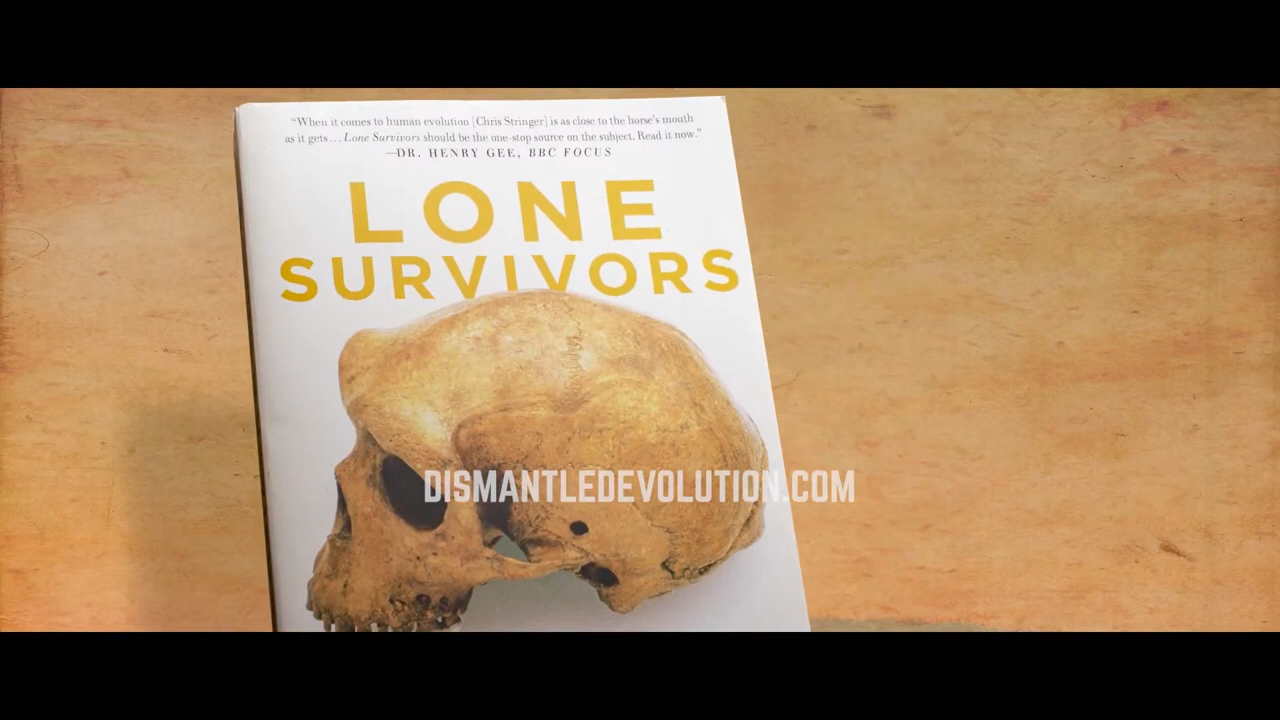 “When it comes to human evolution [Chris Stringer] is as close to the horse’s mouth
as it gets…Lone Survivors should be the one-stop source on the subject. Read it now.”
—DR. HENRY GEE, BBC FOCUS
LONE
SURVIVORS
DISMANTLEDEVOLUTION.COM